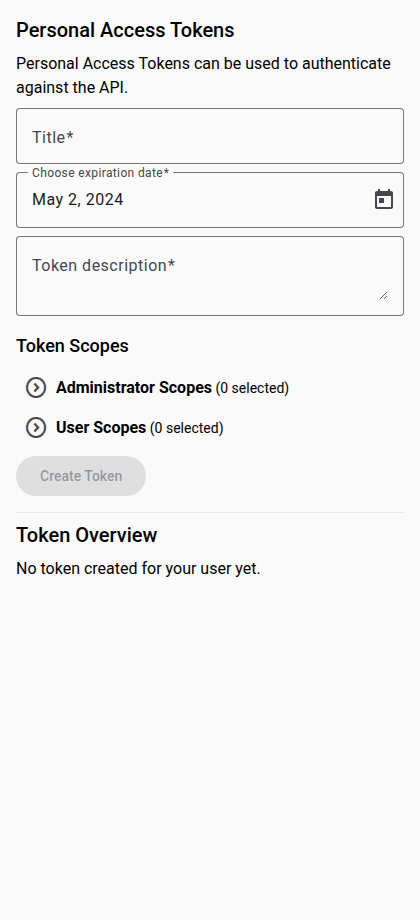 Personal Access Tokens
Personal Access Tokens can be used to authenticate
against the API.
Title*
Choose expiration date*
May 2, 2024
Token description*
Token Scopes
Administrator Scopes (0 selected)
User Scopes (0 selected)
Create Token
Token Overview
No token created for your user yet.